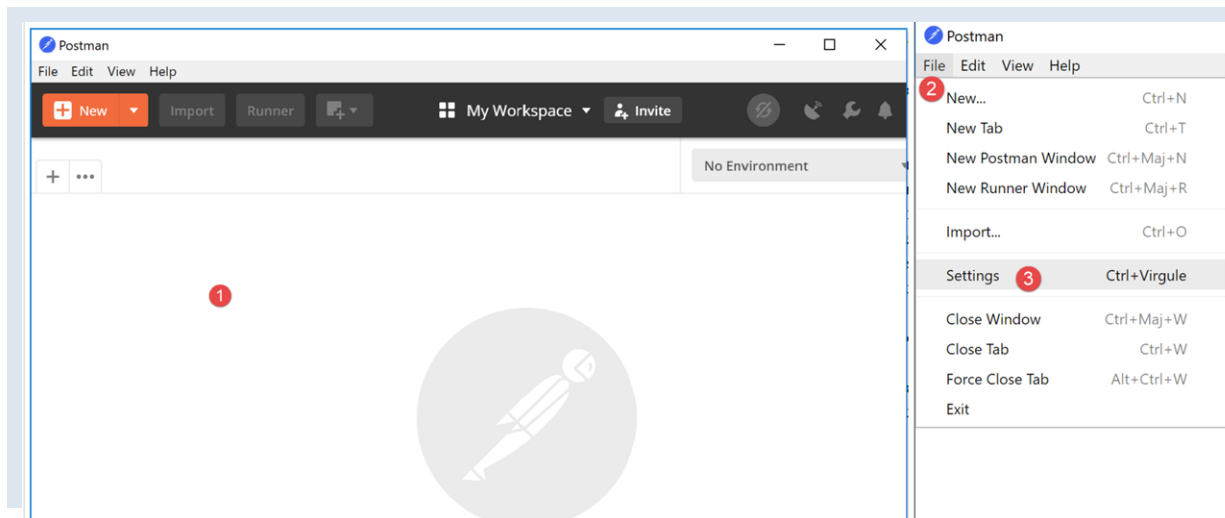 Postman
File Edit View Help
New Import Runner My Workspace Invite
No Environment
1
Postman
File Edit View Help
2
New... Ctrl+N
New Tab Ctrl+T
New Postman Window Ctrl+Maj+N
New Runner Window Ctrl+Maj+R
Import... Ctrl+O
Settings 3 Ctrl+Virgule
Close Window Ctrl+Maj+W
Close Tab Ctrl+W
Force Close Tab Alt+Ctrl+W
Exit